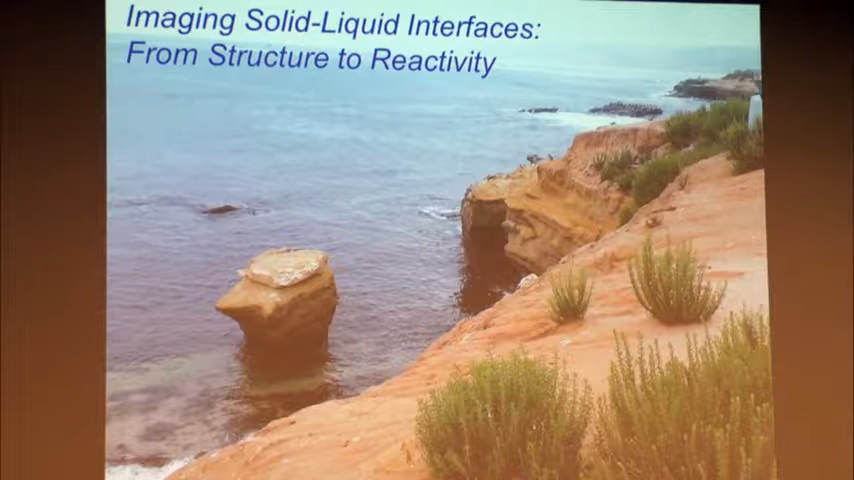 Imaging Solid-Liquid Interfaces:
From Structure to Reactivity